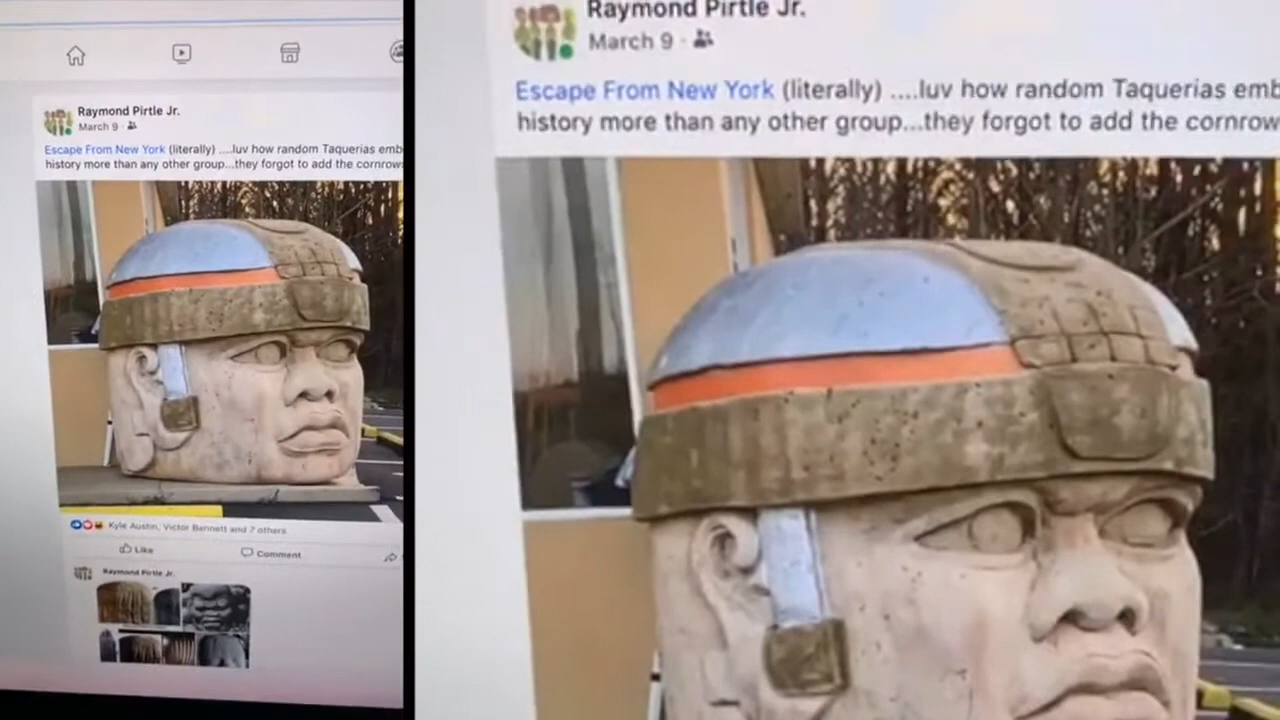 Raymond Pirtle Jr.
March 9 ·
Escape From New York (literally) ....luv how random Taquerias emb
history more than any other group...they forgot to add the cornrow
Kyle Austin, Victor Bennett and 7 others
Like
Comment
Raymond Pirtle Jr.
Raymond Pirtle Jr.
March 9 ·
Escape From New York (literally) ....luv how random Taquerias emb
history more than any other group...they forgot to add the cornrow